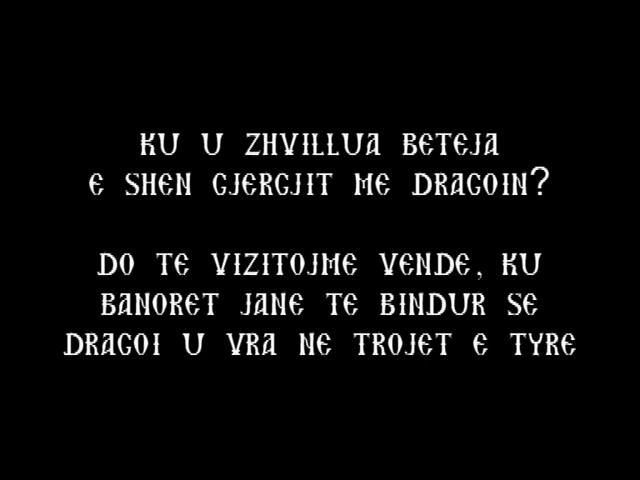 KU U ZHVILLUA BETEJA
E SHEN GJERGJIT ME DRAGOIN?
DO TE VIZITOJME VENDE, KU
BANORET JANE TE BINDUR SE
DRAGOI U VRA NE TROJET E TYRE